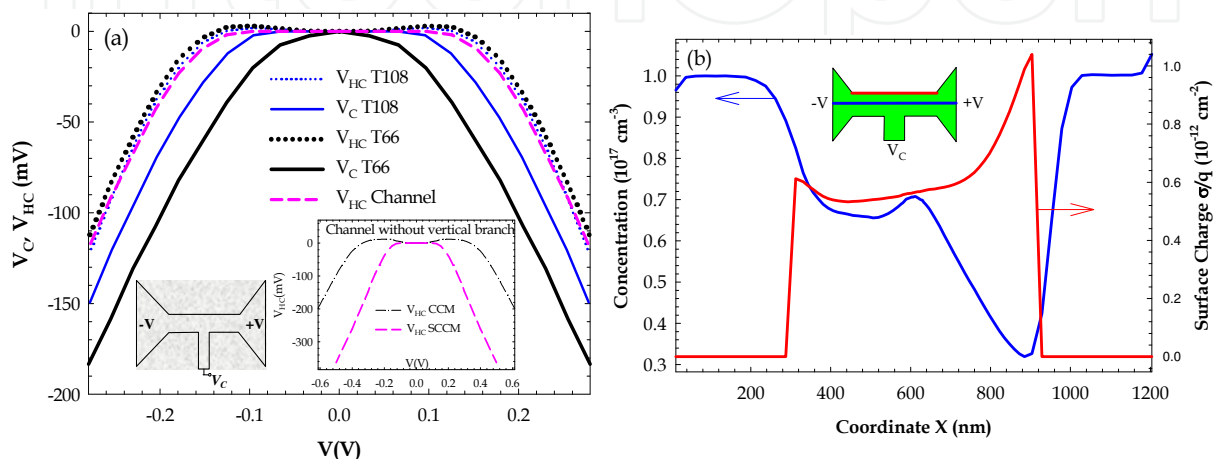 (a)
0
-50
-100
-150
-200
V_C, V_HC (mV)
V_HC T108
V_C T108
V_HC T66
V_C T66
V_HC Channel
Channel without vertical branch
0
-100
-200
-300
V_HC(mV)
V_HC CCM
V_HC SCCM
V(V)
-0.6 -0.4 -0.2 0.0 0.2 0.4 0.6
-V +V
V_C
-0.2 -0.1 0.0 0.1 0.2
V(V)
(b)
1.0
0.9
0.8
0.7
0.6
0.5
0.4
0.3
Concentration (10^17 cm^-3)
-V +V
V_C
1.0
0.8
0.6
0.4
0.2
0.0
Surface Charge σ/q (10^-12 cm^-2)
200 400 600 800 1000 1200
Coordinate X (nm)